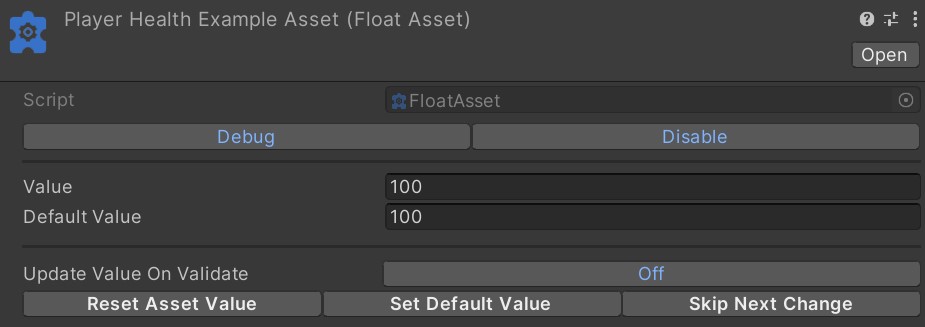 Player Health Example Asset (Float Asset)
Open
Script FloatAsset
Debug Disable
Value 100
Default Value 100
Update Value On Validate Off
Reset Asset Value Set Default Value Skip Next Change